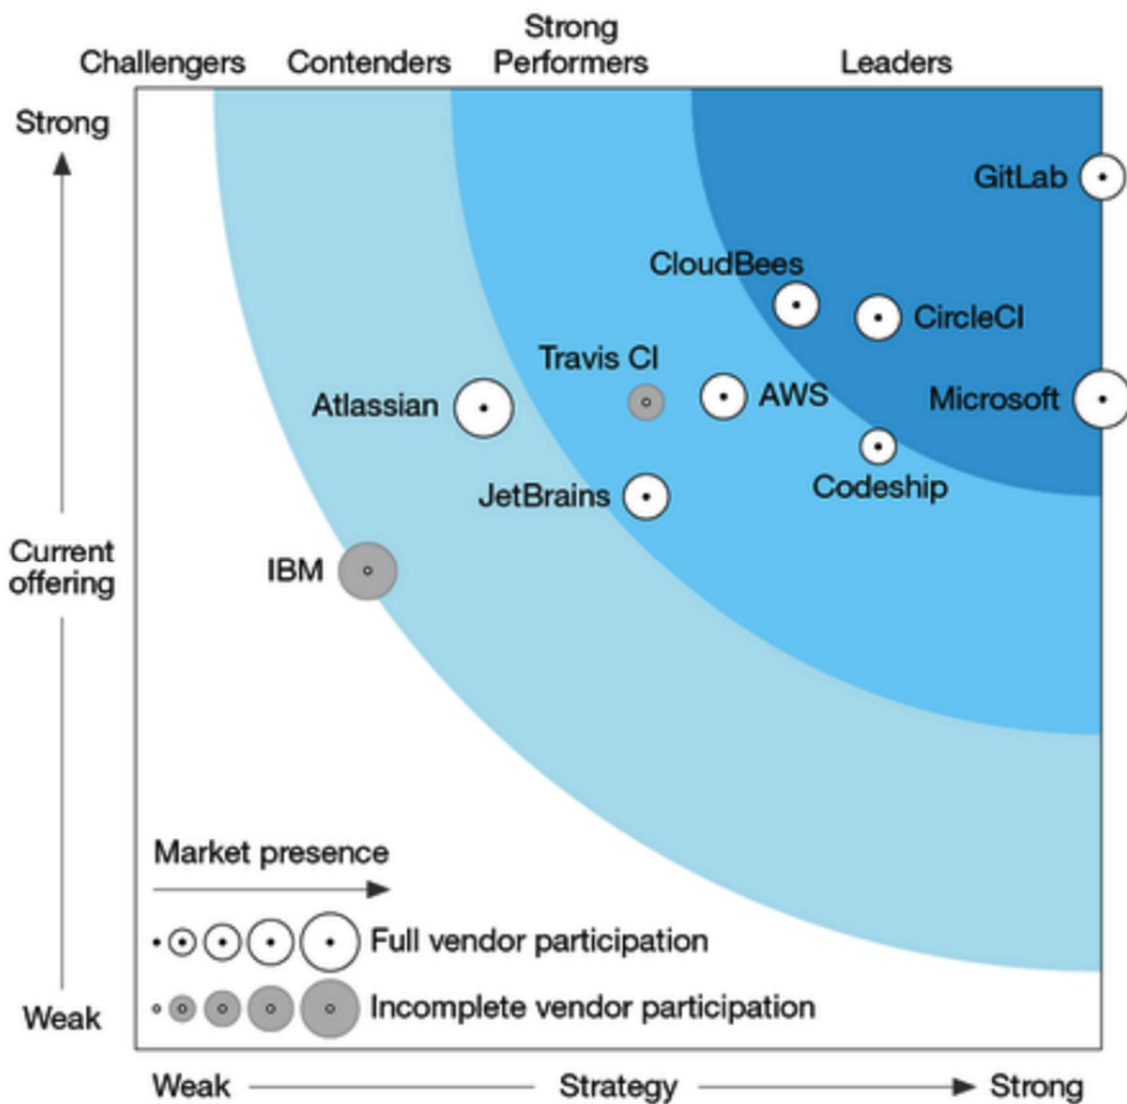 Strong
Challengers Contenders Performers Leaders
Strong
GitLab
CloudBees
CircleCI
Travis CI
Atlassian AWS Microsoft
JetBrains Codeship
Current
offering
IBM
Market presence
Full vendor participation
Incomplete vendor participation
Weak
Weak Strategy Strong